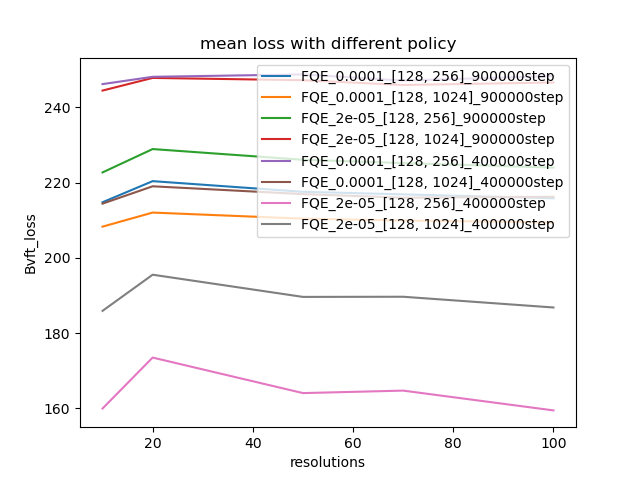 mean loss with different policy
Bvft_loss
240
220
200
180
160
FQE_0.0001_[128, 256]_900000step
FQE_0.0001_[128, 1024]_900000step
FQE_2e-05_[128, 256]_900000step
FQE_2e-05_[128, 1024]_900000step
FQE_0.0001_[128, 256]_400000step
FQE_0.0001_[128, 1024]_400000step
FQE_2e-05_[128, 256]_400000step
FQE_2e-05_[128, 1024]_400000step
20 40 60 80 100
resolutions